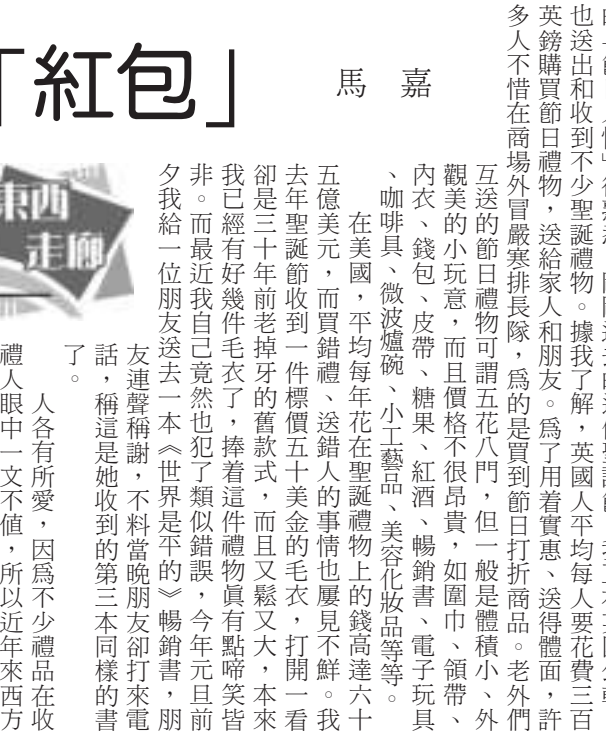 「紅包」
馬嘉
也送出和收到不少聖誕禮物。據我了解，英國人平均每人要花費三百
英鎊購買節日禮物，送給家人和朋友。爲了用着實惠、送得體面，許
多人不惜在商場外冒嚴寒排長隊，爲的是買到節日打折商品。老外們
互送的節日禮物可謂五花八門，但一般是體積小、外
觀美的小玩意，而且價格不很昂貴，如圍巾、領帶、
內衣、錢包、皮帶、糖果、紅酒、暢銷書、電子玩具
、咖啡具、微波爐碗、小工藝品、美容化妝品等等。
在美國，平均每年花在聖誕禮物上的錢高達六十
五億美元，而買錯禮、送錯人的事情也屢見不鮮。我
去年聖誕節收到一件標價五十美金的毛衣，打開一看
卻是三十年前老掉牙的舊款式，而且又鬆又大，本來
我已經有好幾件毛衣了，捧着這件禮物眞有點啼笑皆
非。而最近我自己竟然也犯了類似錯誤，今年元旦前
夕我給一位朋友送去一本《世界是平的》暢銷書，朋
友連聲稱謝，不料當晚朋友卻打來電
話，稱這是她收到的第三本同樣的書
了。
人各有所愛，因爲不少禮品在收
禮人眼中一文不值，所以近年來西方
東西
走廊